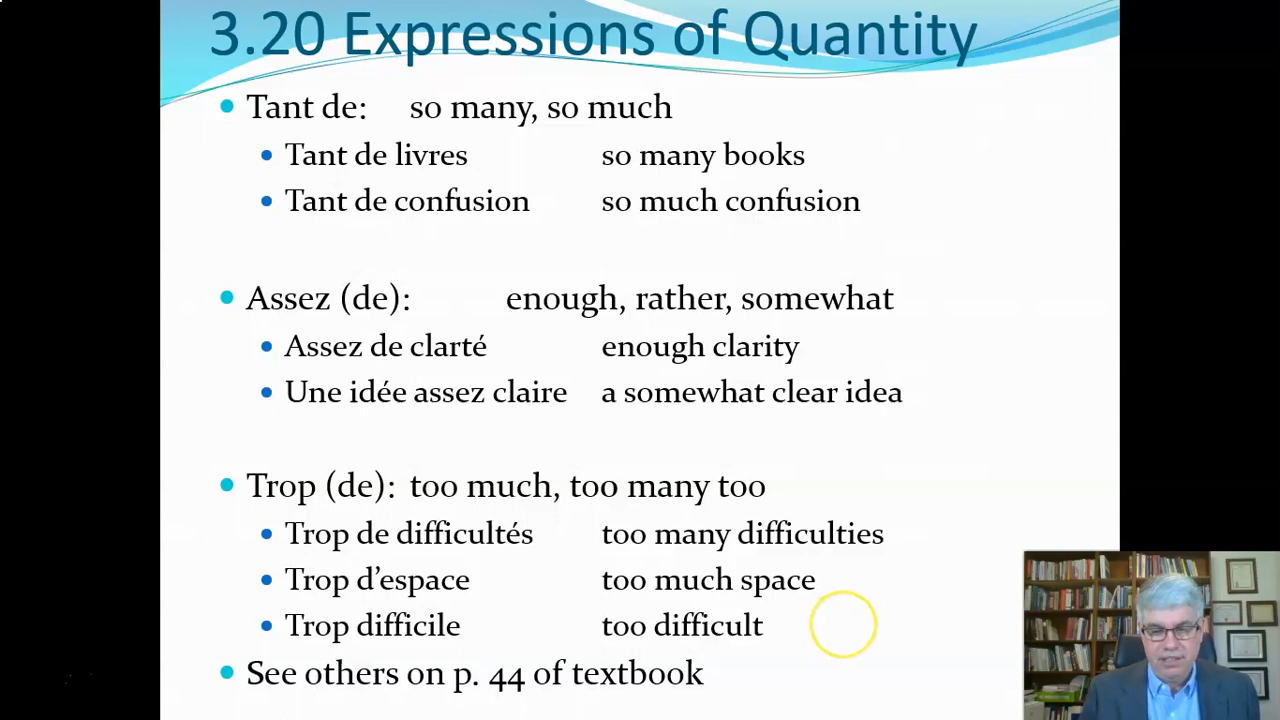 3.20 Expressions of Quantity
Tant de: so many, so much
Tant de livres so many books
Tant de confusion so much confusion
Assez (de): enough, rather, somewhat
Assez de clarté enough clarity
Une idée assez claire a somewhat clear idea
Trop (de): too much, too many too
Trop de difficultés too many difficulties
Trop d’espace too much space
Trop difficile too difficult
See others on p. 44 of textbook